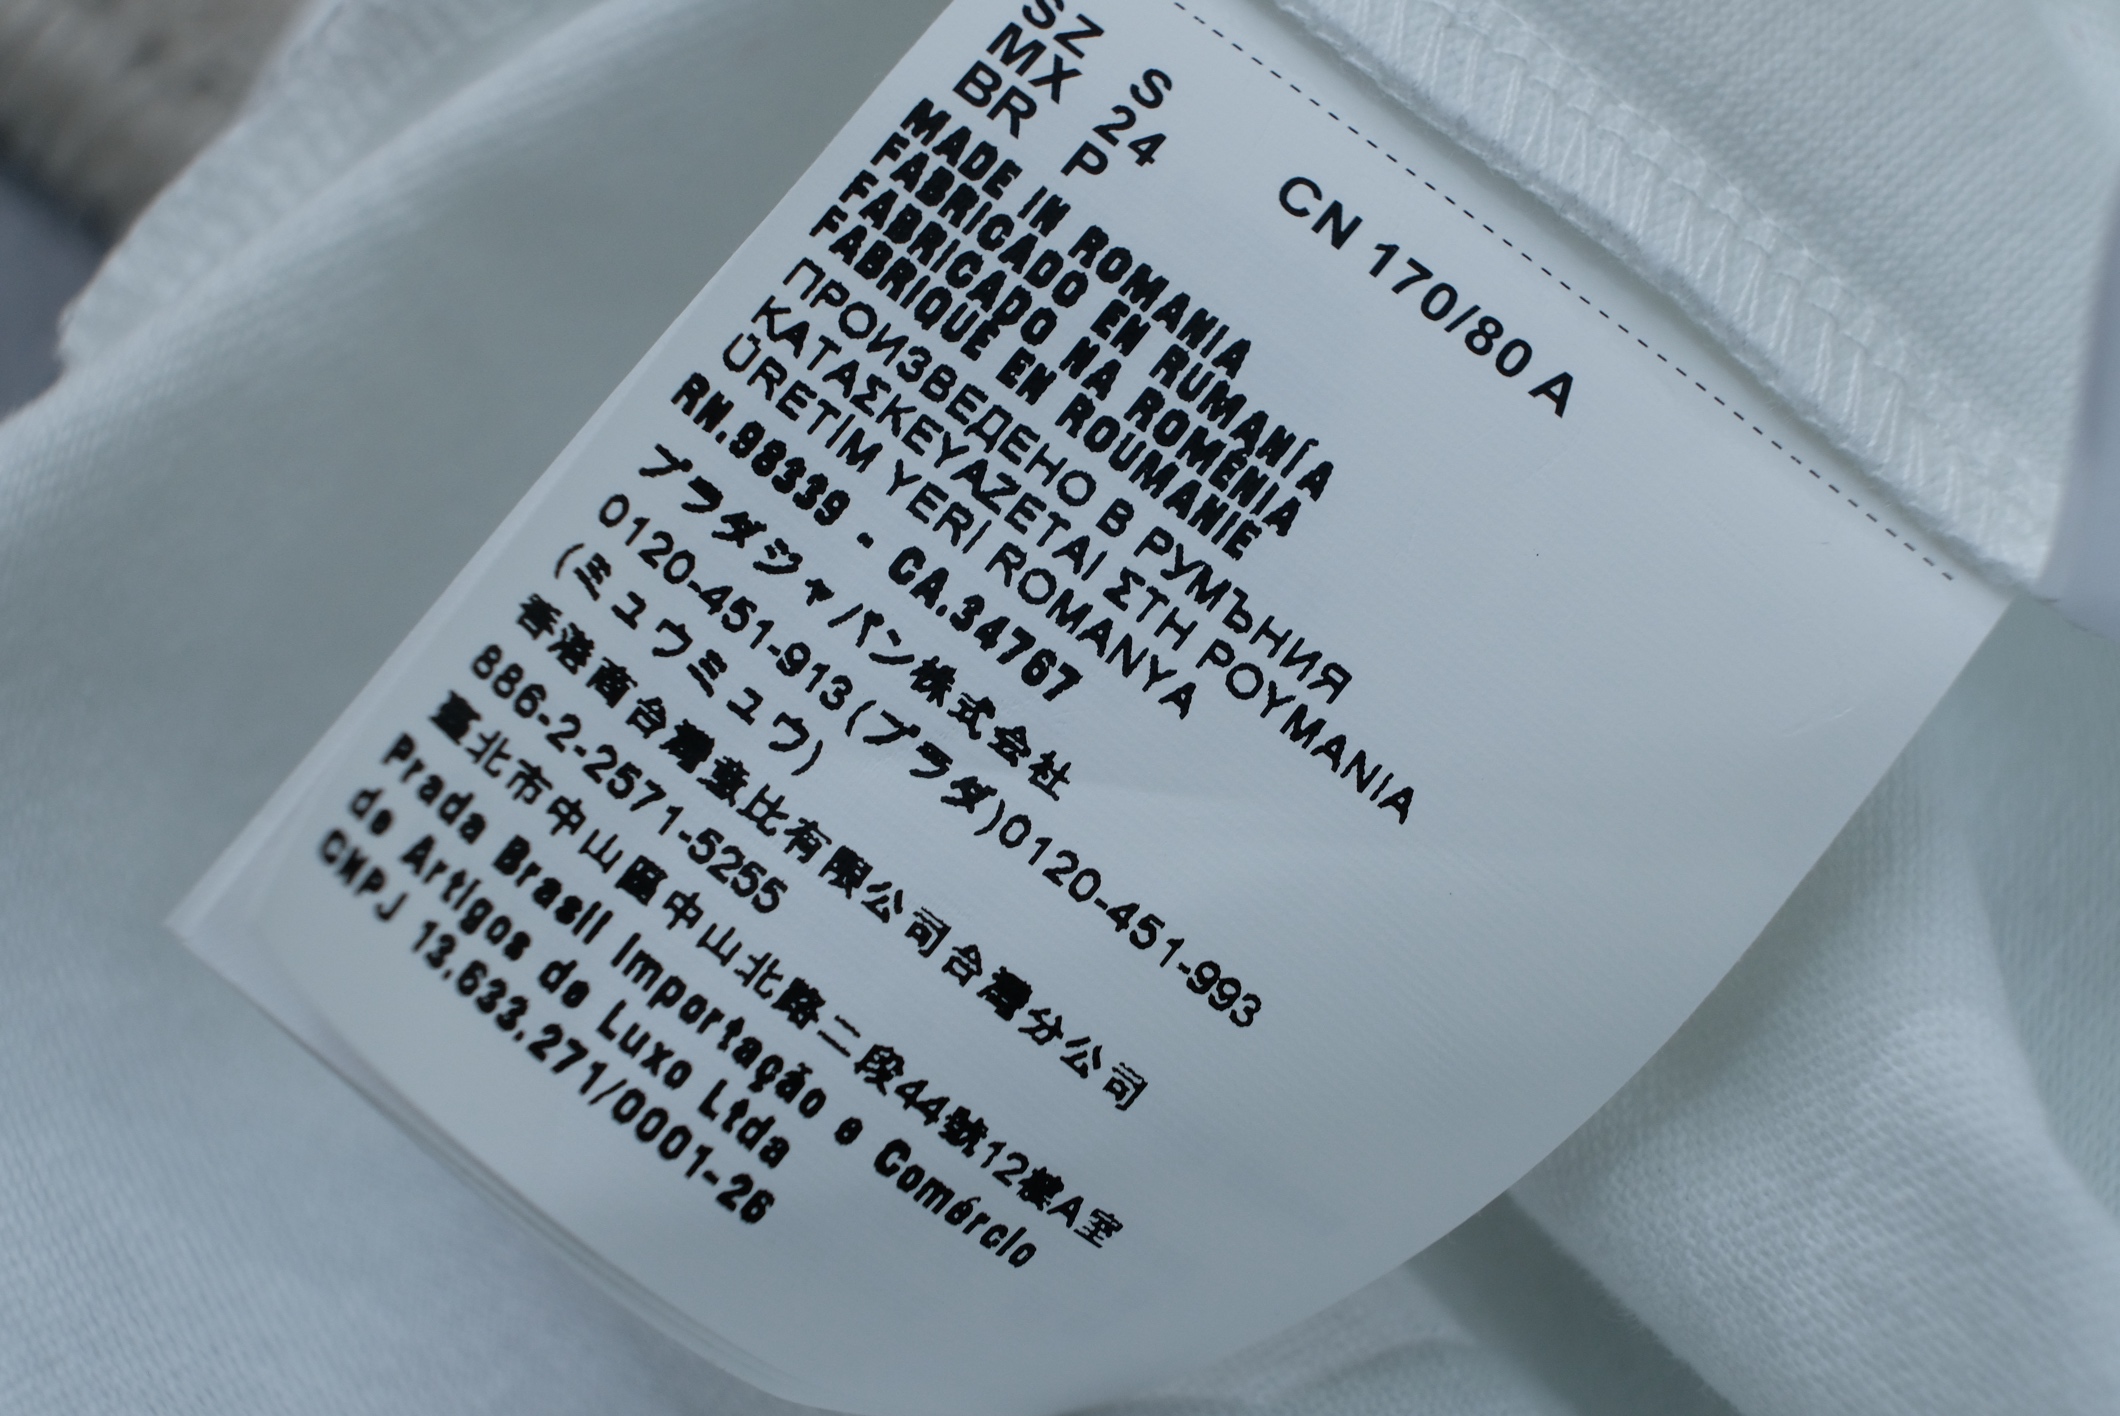 SZ S
MX 24 CN 170/80 A
BR P
MADE IN ROMANIA
FABRICADO EN RUMANÍA
FABRICADO NA ROMÉNIA
FABRIQUÉ EN ROUMANIE
ПРОИЗВЕДЕНО В РУМЪНИЯ
ΚΑΤΑΣΚΕΥΑΖΕΤΑΙ ΣΤΗ ΡΟΥΜΑΝΙΑ
ÜRETIM YERI ROMANYA
RN.98339 - CA.34767
プラダジャパン株式会社
0120-451-913(プラダ)0120-451-993
(ミュウミュウ)
香港商台灣藝比有限公司台灣分公司
886-2-2571-5255
臺北市中山區中山北路二段44號12樓A室
Prada Brasil Importação e Comércio
de Artigos de Luxo Ltda
CNPJ 13.633.271/0001-26